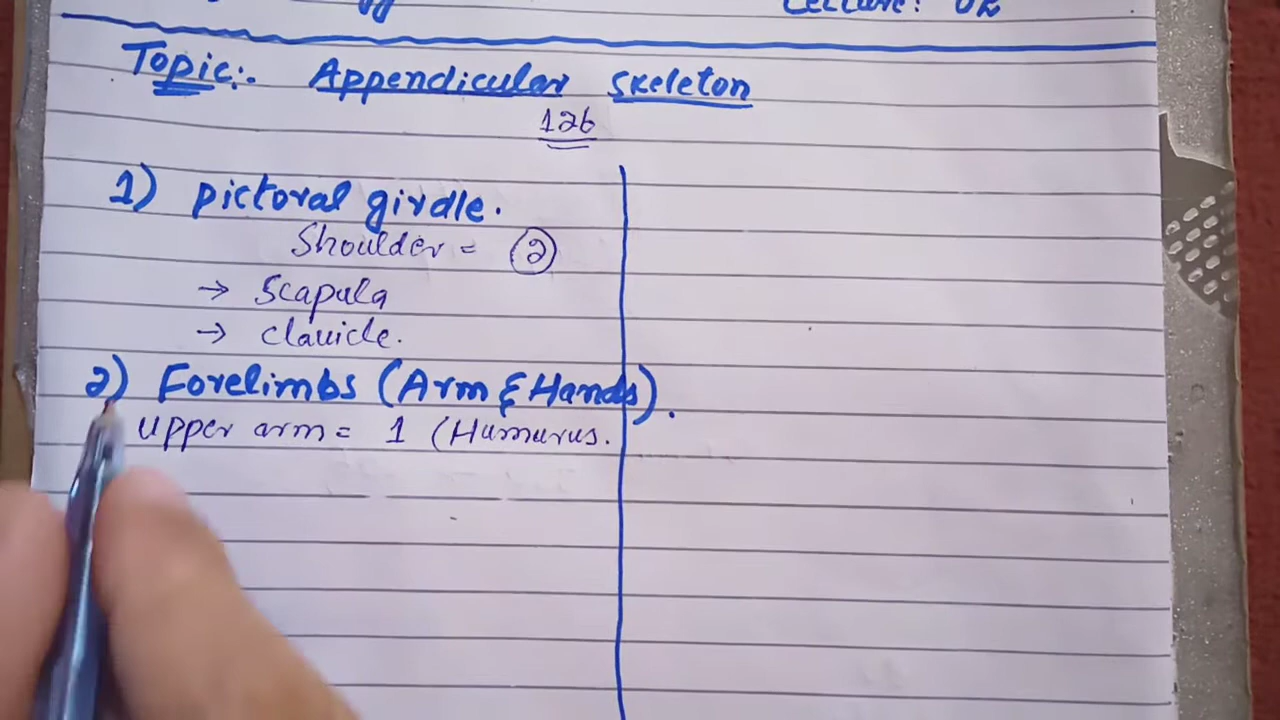 Lecture:
Topic:. Appendicular skeleton
126
1) pictoral girdle.
Shoulder = 2
→ Scapula
→ clavicle.
2) Forelimbs (Arm & Hands).
upper arm = 1 (Humurus.